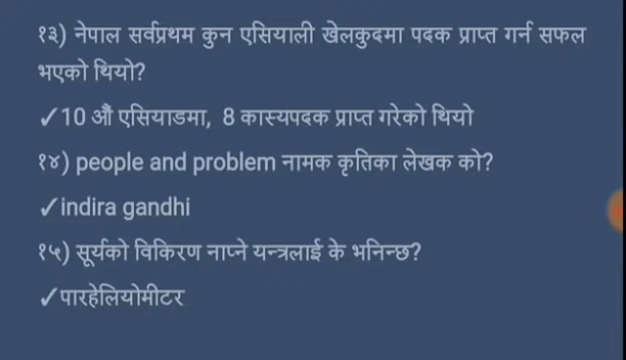 १३) नेपाल सर्वप्रथम कुन एसियाली खेलकुदमा पदक प्राप्त गर्न सफल
भएको थियो?
✓10 औं एसियाडमा, 8 कास्यपदक प्राप्त गरेको थियो
१४) people and problem नामक कृतिका लेखक को?
✓indira gandhi
१५) सूर्यको विकिरण नाप्ने यन्त्रलाई के भनिन्छ?
✓पारहेलियोमीटर